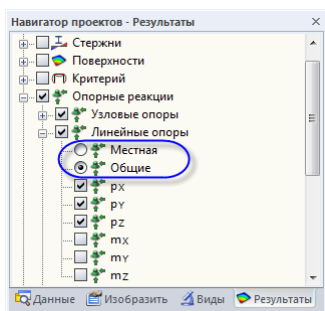 Навигатор проектов - Результаты
Стержни
Поверхности
Критерий
Опорные реакции
Узловые опоры
Линейные опоры
Местная
Общие
pX
pY
pZ
mX
mY
mZ
Данные Изобразить Виды Результаты